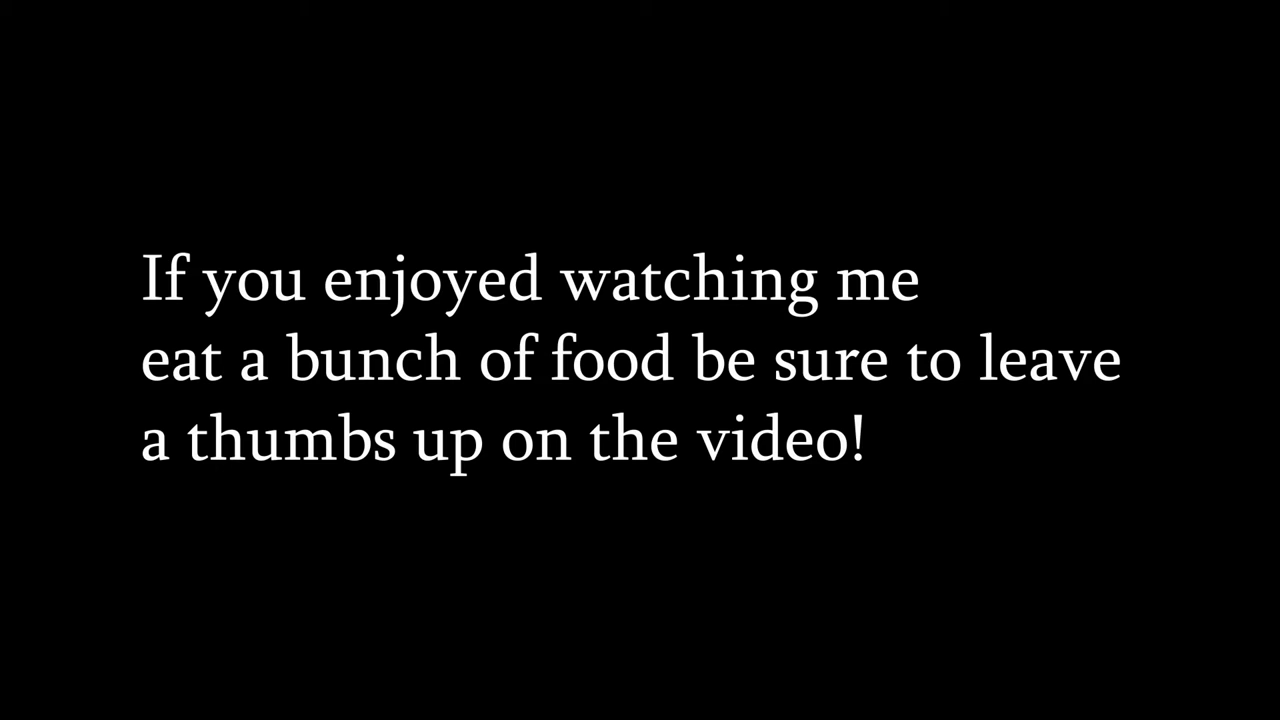 If you enjoyed watching me
eat a bunch of food be sure to leave
a thumbs up on the video!